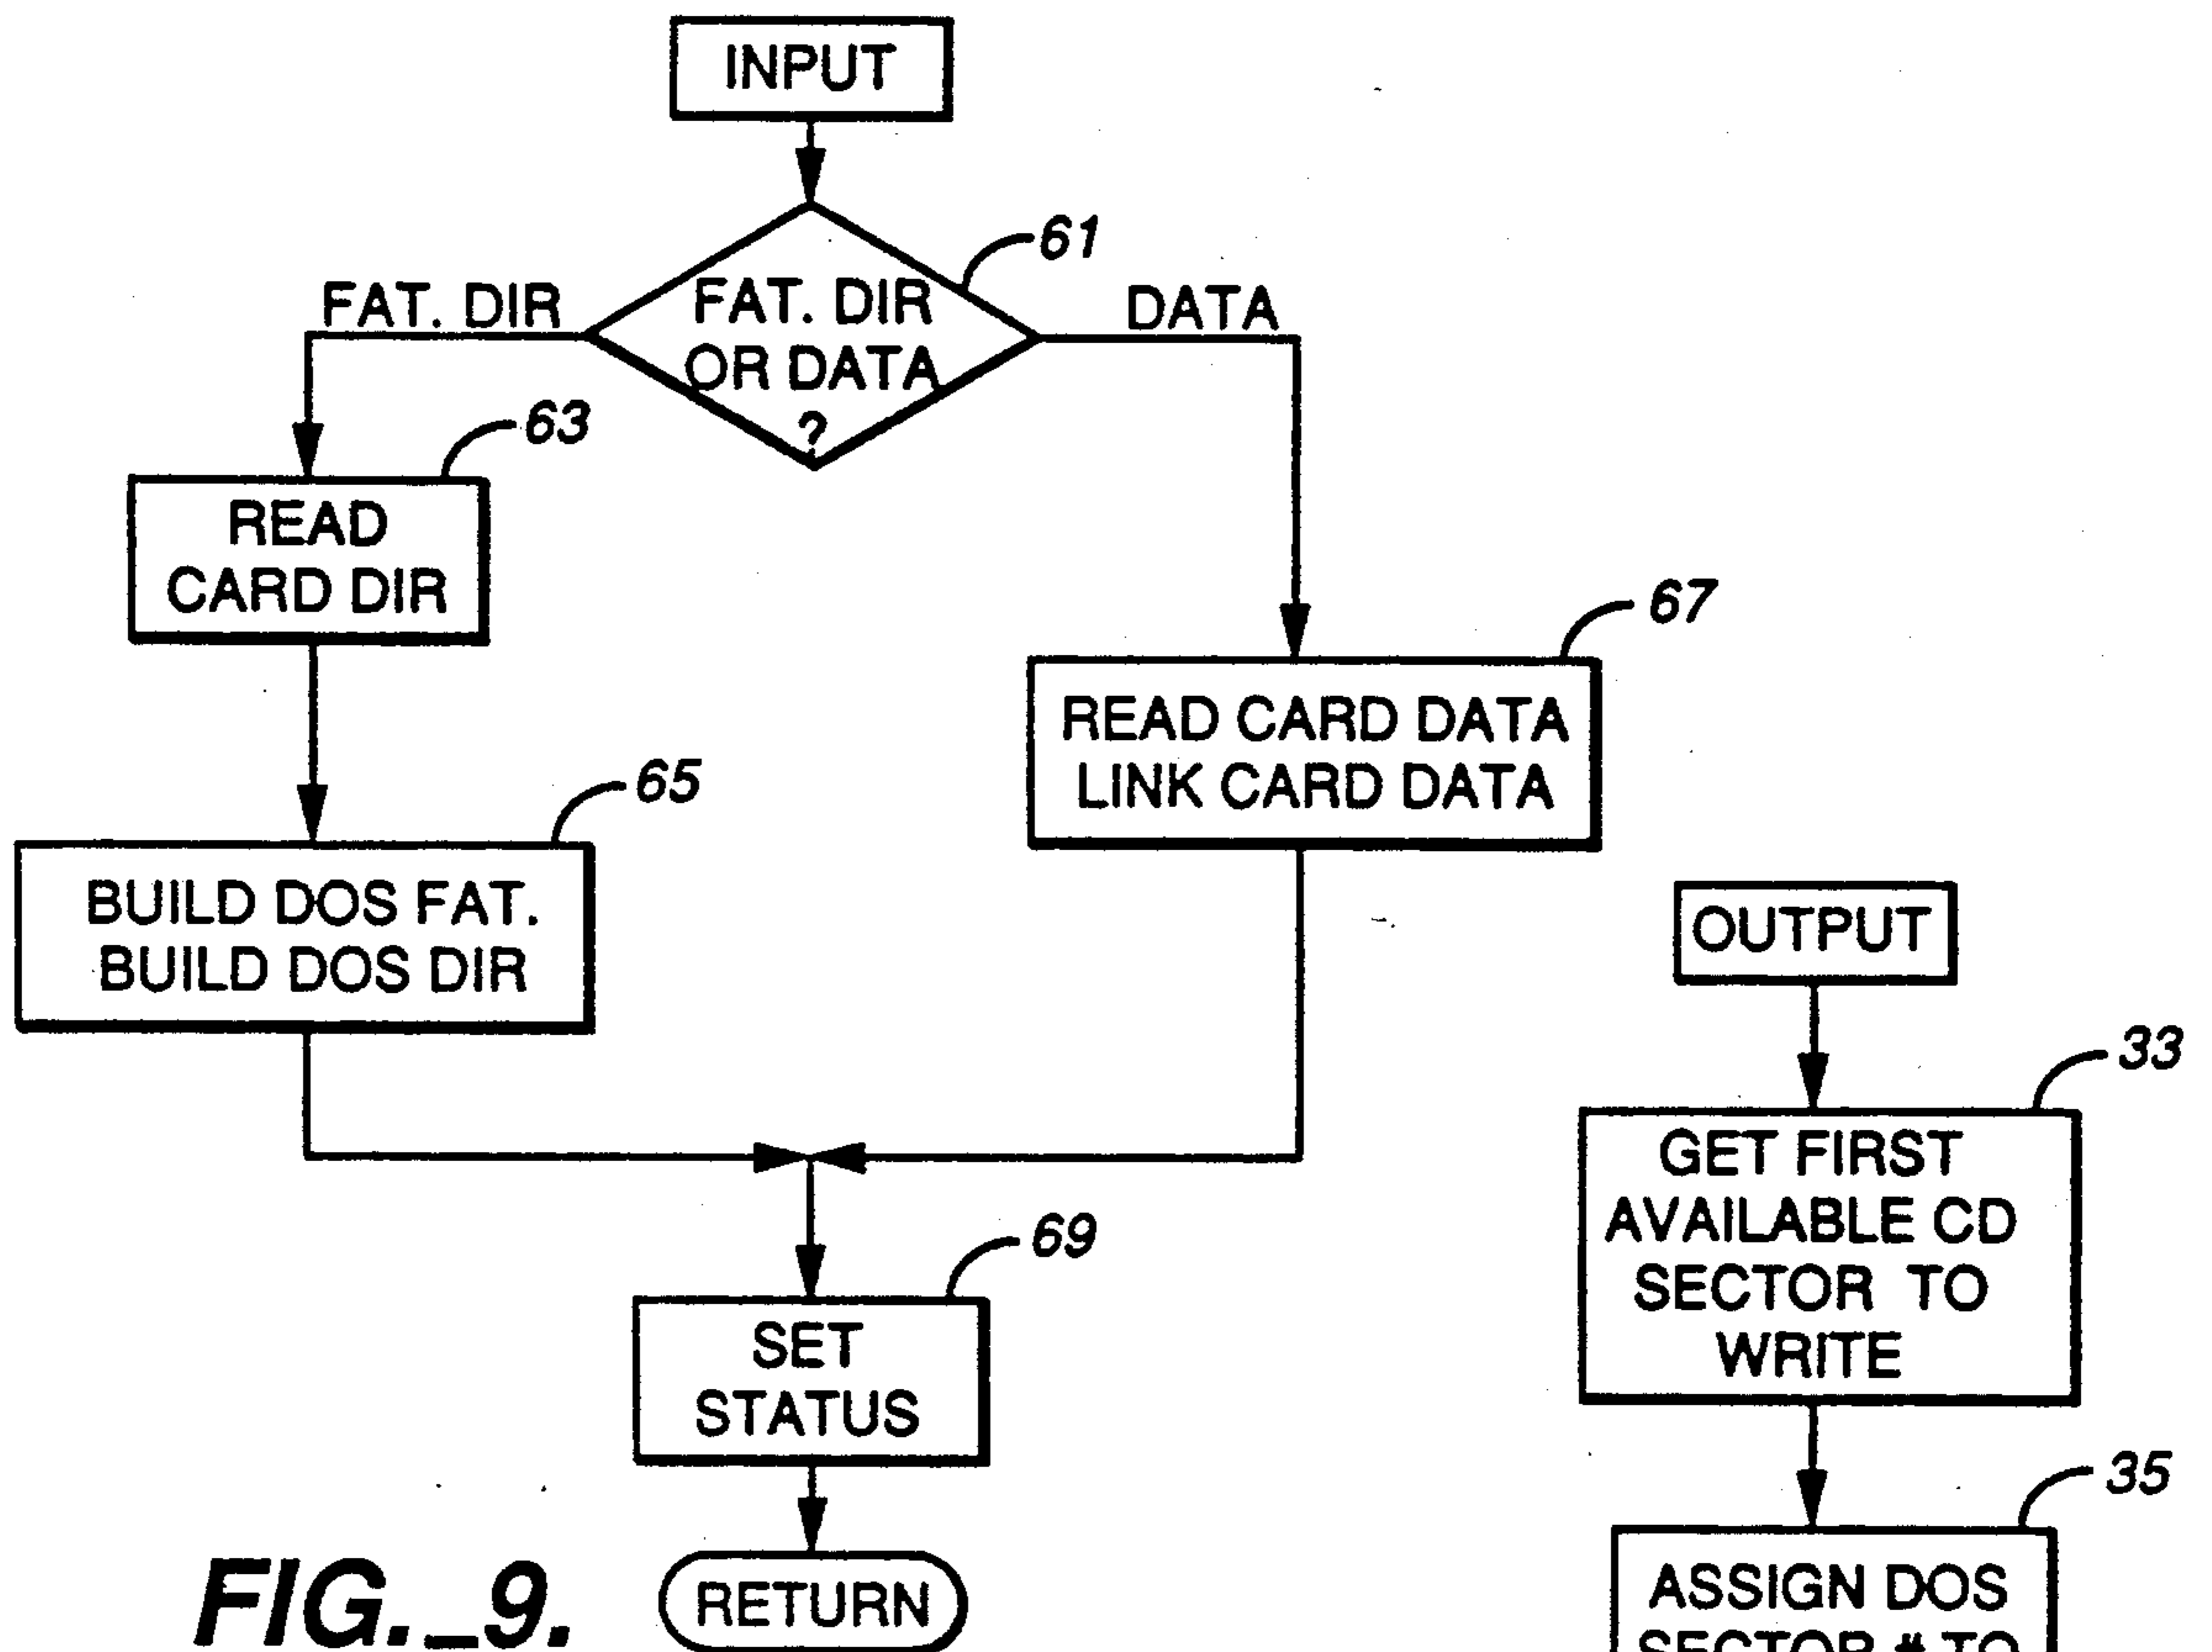 INPUT
61
FAT. DIR
FAT. DIR
OR DATA
?
DATA
63
READ
CARD DIR
67
READ CARD DATA
LINK CARD DATA
65
BUILD DOS FAT.
BUILD DOS DIR
69
SET
STATUS
RETURN
FIG._9.
OUTPUT
33
GET FIRST
AVAILABLE CD
SECTOR TO
WRITE
35
ASSIGN DOS
SECTOR # TO